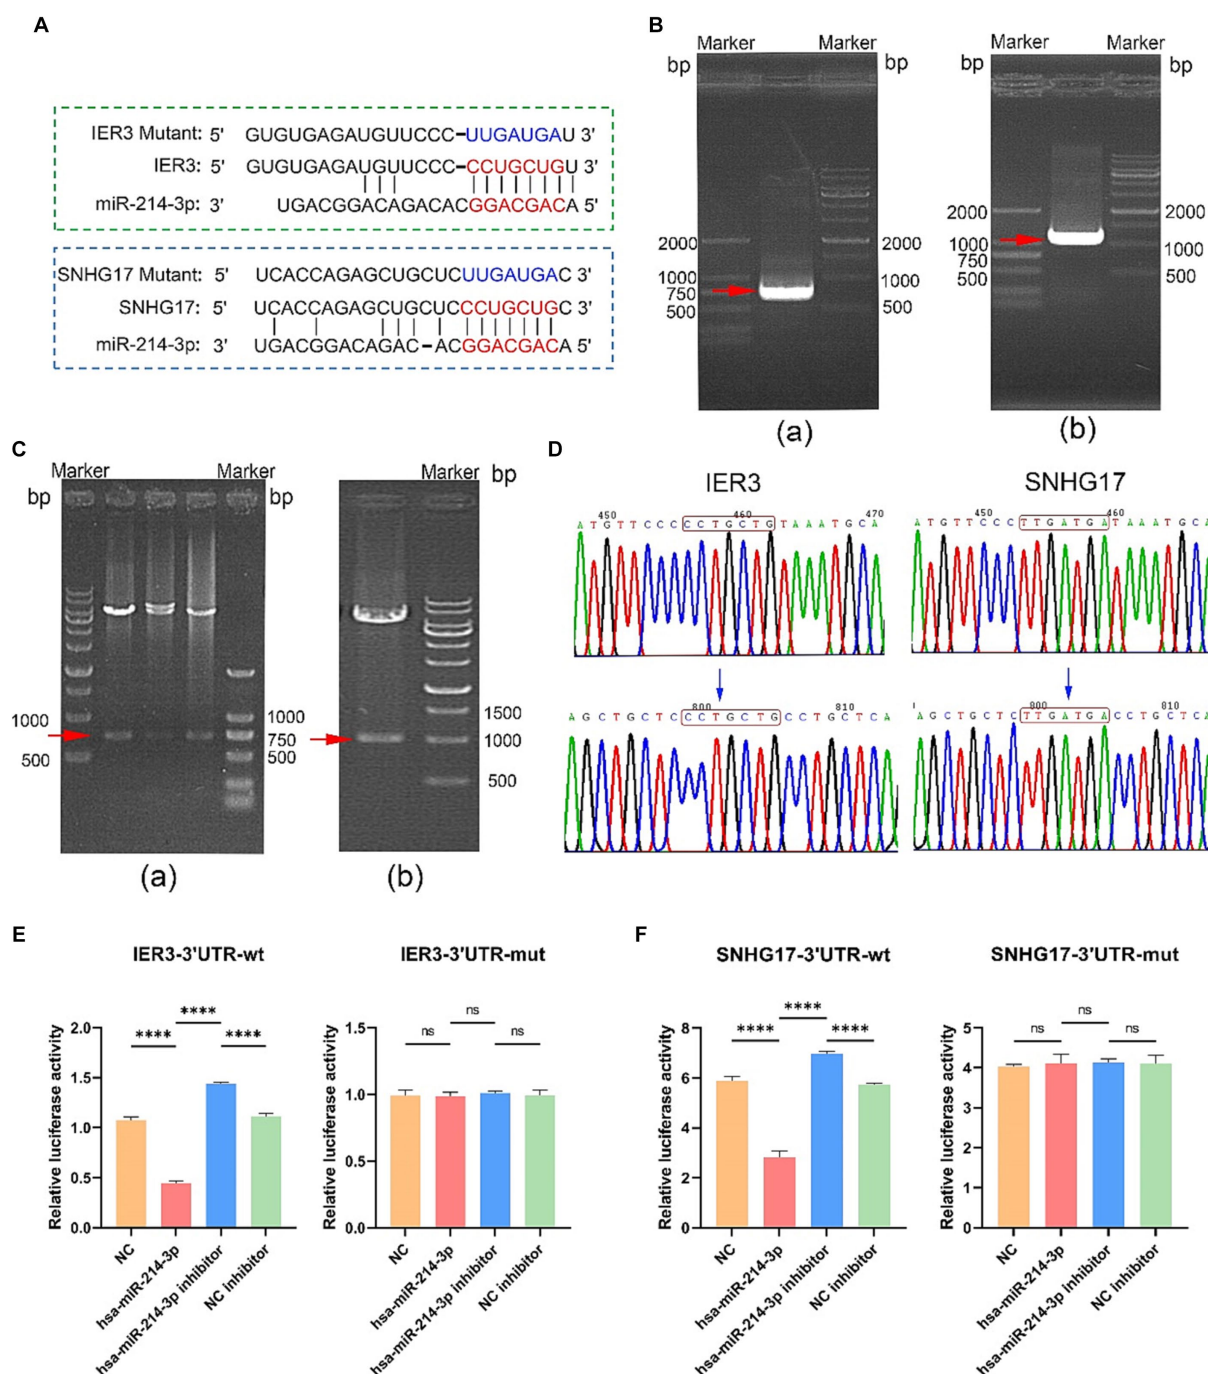 A
IER3 Mutant: 5' GUGUGAGAUGUUCCC-UUGAUGAU 3'
IER3: 5' GUGUGAGAUGUUCCC-CCUGCUGU 3'
miR-214-3p: 3' UGACGGACAGACACGGACGACA 5'
SNHG17 Mutant: 5' UCACCAGAGCUGCUCUUGAUGAC 3'
SNHG17: 5' UCACCAGAGCUGCUCCCUGCUGC 3'
miR-214-3p: 3' UGACGGACAGAC-ACGGACGACA 5'
B
Marker Marker
bp bp
2000 2000
1000 1000
750
500 500
(a)
Marker Marker
bp bp
2000 2000
1000 1000
750
500 500
(b)
C
Marker Marker
bp bp
1000 1000
750
500 500
(a)
Marker
bp
1500
1000
500
(b)
D
IER3
450 460 470
A T G T T C C C C C C T G C T G T A A A T G C A
800 810
A G C T G C T C C C T G C T G C C T G C T C A
SNHG17
450 460
A T G T T C C C T T G A T G A T A A A T G C A
800 810
A G C T G C T C T T G A T G A C C T G C T C A
E
IER3-3'UTR-wt
Relative luciferase activity
2.0
1.5
1.0
0.5
0.0
****
**** ****
NC
hsa-miR-214-3p
hsa-miR-214-3p inhibitor
NC inhibitor
IER3-3'UTR-mut
Relative luciferase activity
1.5
1.0
0.5
0.0
ns
ns ns
NC
hsa-miR-214-3p
hsa-miR-214-3p inhibitor
NC inhibitor
F
SNHG17-3'UTR-wt
Relative luciferase activity
8
6
4
2
0
****
**** ****
NC
hsa-miR-214-3p
hsa-miR-214-3p inhibitor
NC inhibitor
SNHG17-3'UTR-mut
Relative luciferase activity
5
4
3
2
1
0
ns
ns ns
NC
hsa-miR-214-3p
hsa-miR-214-3p inhibitor
NC inhibitor